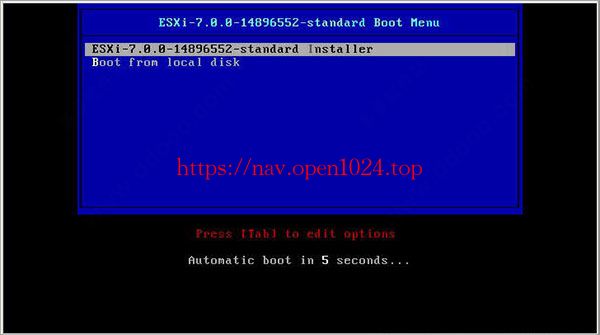 ESXi-7.0.0-14896552-standard Boot Menu
ESXi-7.0.0-14896552-standard Installer
Boot from local disk
https://nav.open1024.top
Press [Tab] to edit options
Automatic boot in 5 seconds...